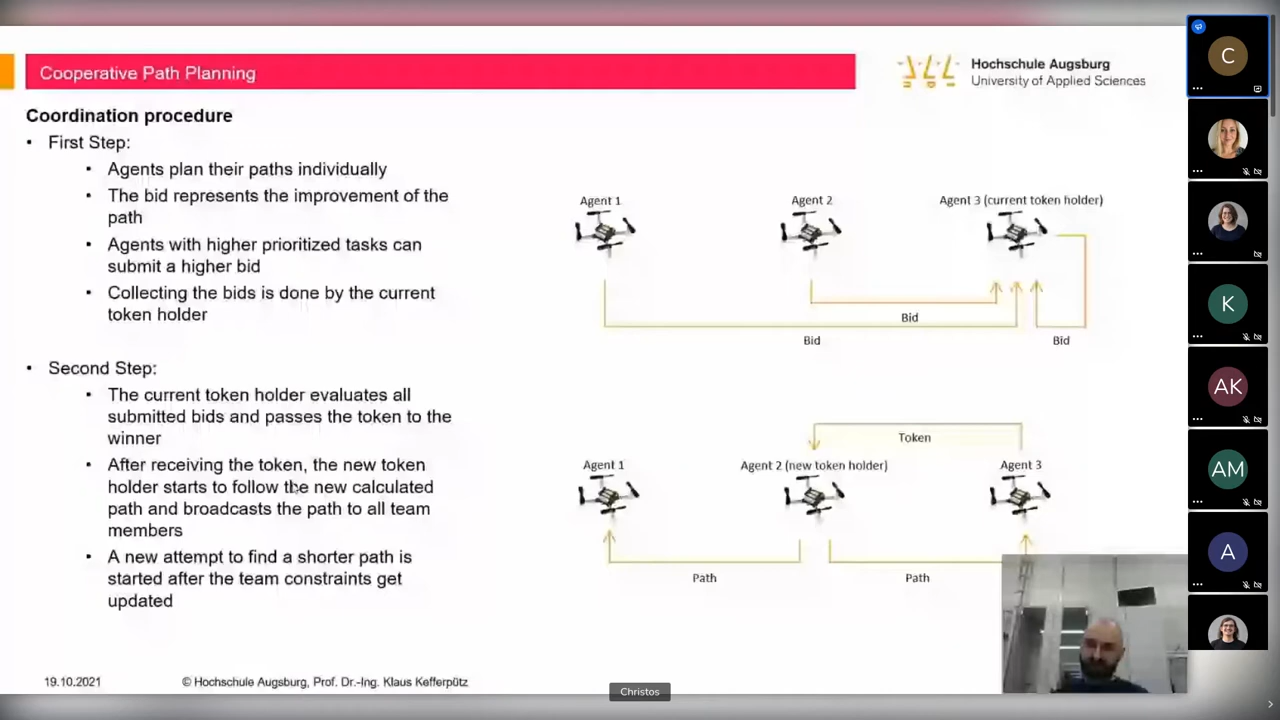 Cooperative Path Planning
Hochschule Augsburg
University of Applied Sciences
Coordination procedure
• First Step:
• Agents plan their paths individually
• The bid represents the improvement of the
path
• Agents with higher prioritized tasks can
submit a higher bid
• Collecting the bids is done by the current
token holder
• Second Step:
• The current token holder evaluates all
submitted bids and passes the token to the
winner
• After receiving the token, the new token
holder starts to follow the new calculated
path and broadcasts the path to all team
members
• A new attempt to find a shorter path is
started after the team constraints get
updated
Agent 1
Agent 2
Agent 3 (current token holder)
Bid
Bid
Bid
Token
Agent 1
Agent 2 (new token holder)
Agent 3
Path
Path
19.10.2021
© Hochschule Augsburg, Prof. Dr.-Ing. Klaus Kefferpütz
Christos
C
K
AK
AM
A